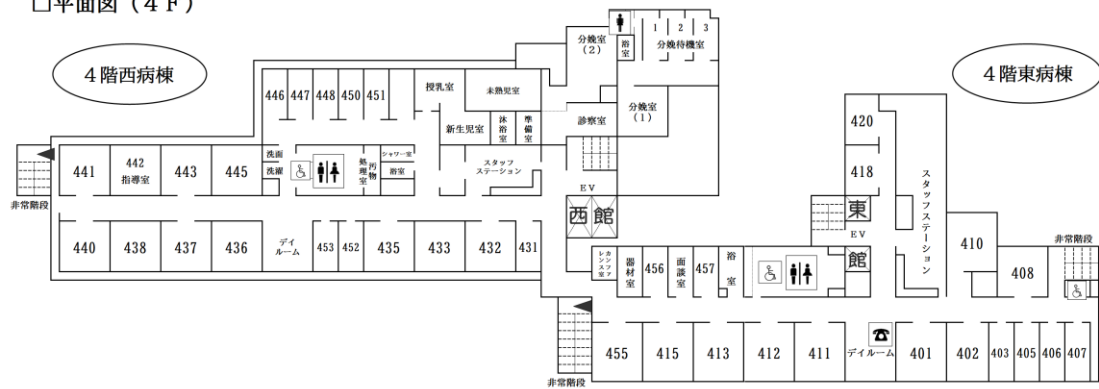 □平面図(4F)
4階西病棟
4階東病棟
分娩室
(2)
浴室
1 2 3
分娩待機室
446 447 448 450 451
授乳室
未熟児室
分娩室
(1)
新生児室
沐浴室
準備室
診察室
420
418
441
442
指導室
443
445
洗面
洗濯
汚物
処理室
シャワー室
浴室
スタッフ
ステーション
スタッフステーション
非常階段
EV
西館
東
EV
館
440 438 437 436
デイ
ルーム
453 452 435 433 432 431
410
非常階段
408
カンファ
レンス室
器材室
456
面談室
457
浴室
455 415 413 412 411
デイルーム
401 402 403 405 406 407
非常階段